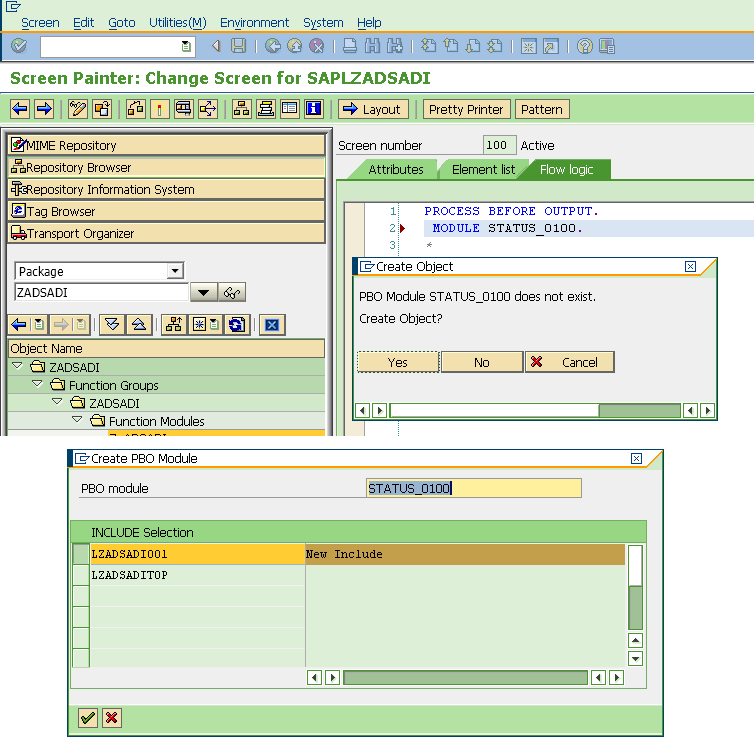 Screen Edit Goto Utilities(M) Environment System Help
Screen Painter: Change Screen for SAPLZADSADI
Layout Pretty Printer Pattern
MIME Repository
Repository Browser
Repository Information System
Tag Browser
Transport Organizer
Package
ZADSADI
Object Name
ZADSADI
Function Groups
ZADSADI
Function Modules
Screen number 100 Active
Attributes Element list Flow logic
1 PROCESS BEFORE OUTPUT.
2 MODULE STATUS_0100.
3 *
Create Object
PBO Module STATUS_0100 does not exist.
Create Object?
Yes No Cancel
Create PBO Module
PBO module STATUS_0100
INCLUDE Selection
LZADSADIO01 New Include
LZADSADITOP